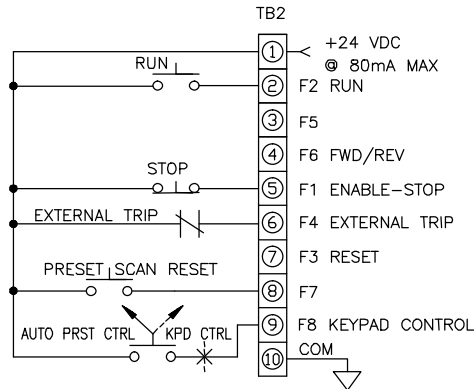 TB2
1 +24 VDC
@ 80mA MAX
RUN
2 F2 RUN
3 F5
4 F6 FWD/REV
STOP
5 F1 ENABLE-STOP
EXTERNAL TRIP
6 F4 EXTERNAL TRIP
7 F3 RESET
PRESET SCAN RESET
8 F7
9 F8 KEYPAD CONTROL
AUTO PRST CTRL KPD CTRL
10 COM